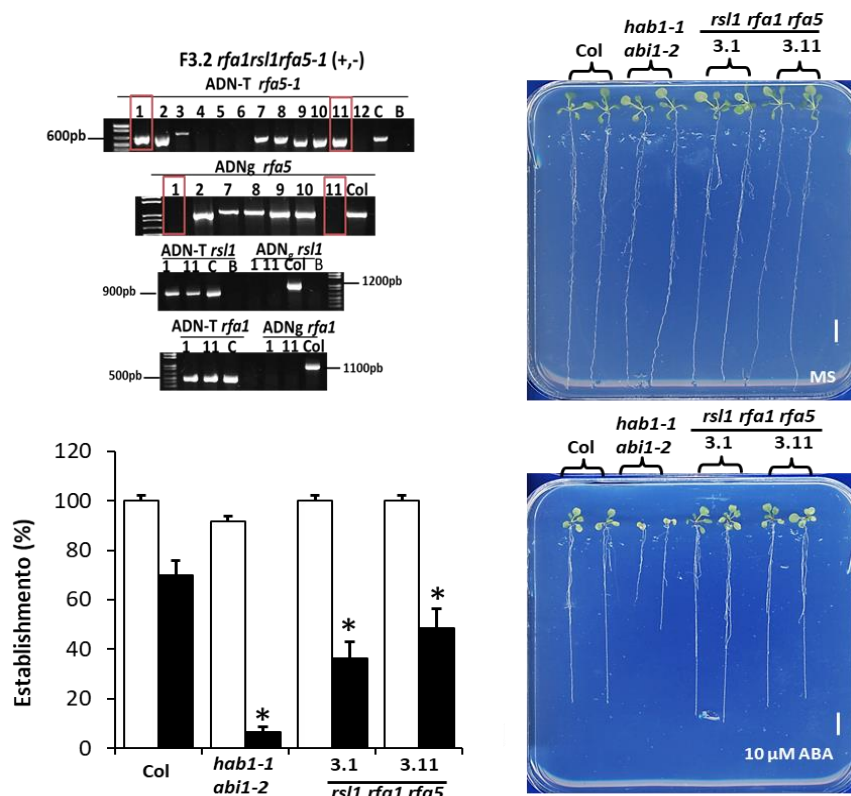 F3.2 rfa1rsl1rfa5-1 (+,-)
ADN-T rfa5-1
1 2 3 4 5 6 7 8 9 10 11 12 C B
600pb
ADNg rfa5
1 2 7 8 9 10 11 Col
ADN-T rsl1 ADNg rsl1
1 11 C B 1 11 Col B
900pb 1200pb
ADN-T rfa1 ADNg rfa1
1 11 C 1 11 Col
500pb 1100pb
Col hab1-1 abi1-2 rsl1 rfa1 rfa5
3.1 3.11
MS
Establishmento (%)
120
100
80
60
40
20
0
* * *
Col hab1-1 abi1-2 3.1 3.11
rsl1 rfa1 rfa5
Col hab1-1 abi1-2 rsl1 rfa1 rfa5
3.1 3.11
10 µM ABA